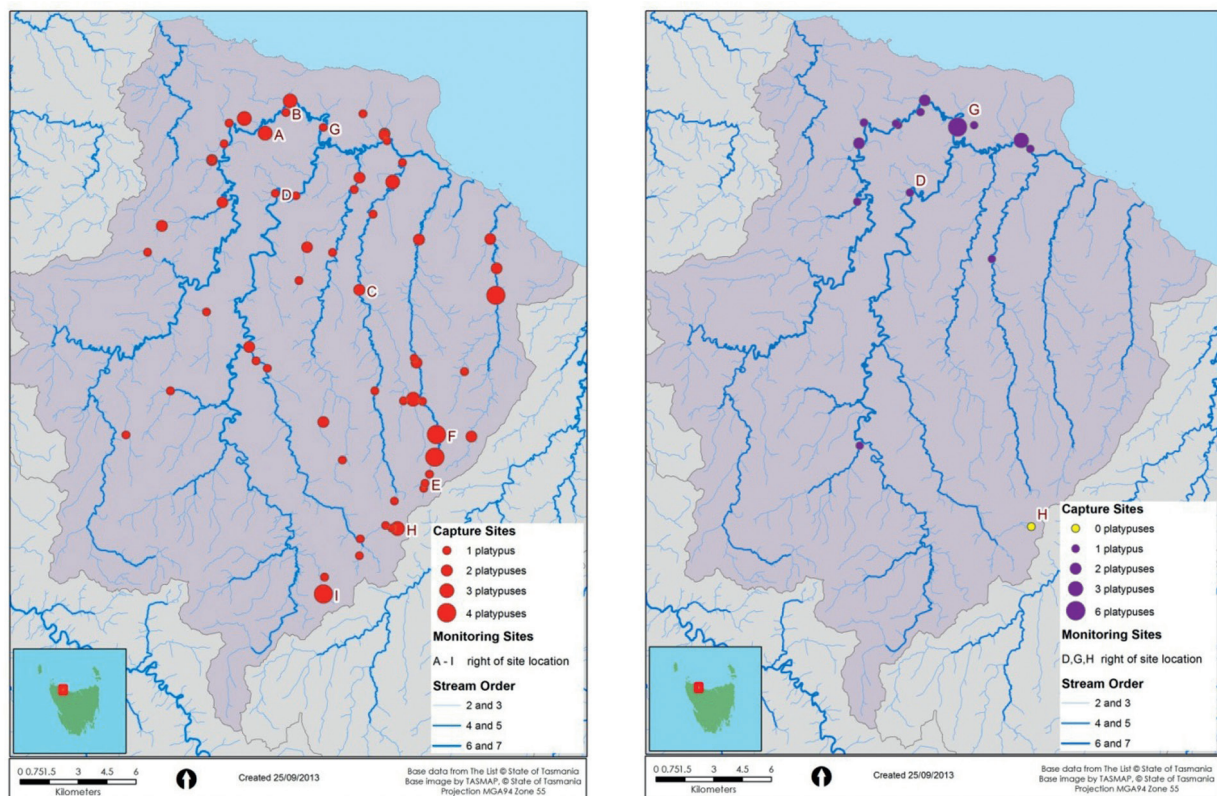 B
A
G
D
C
F
E
H
I
Capture Sites
1 platypus
2 platypuses
3 platypuses
4 platypuses
Monitoring Sites
A - I right of site location
Stream Order
2 and 3
4 and 5
6 and 7
0 0.751.5 3 4.5 6
Kilometers
Created 25/09/2013
Base data from The List © State of Tasmania
Base image by TASMAP, © State of Tasmania
Projection MGA94 Zone 55
G
D
H
Capture Sites
0 platypuses
1 platypus
2 platypuses
3 platypuses
6 platypuses
Monitoring Sites
D,G,H right of site location
Stream Order
2 and 3
4 and 5
6 and 7
0 0.751.5 3 4.5 6
Kilometers
Created 25/09/2013
Base data from The List © State of Tasmania
Base image by TASMAP, © State of Tasmania
Projection MGA94 Zone 55